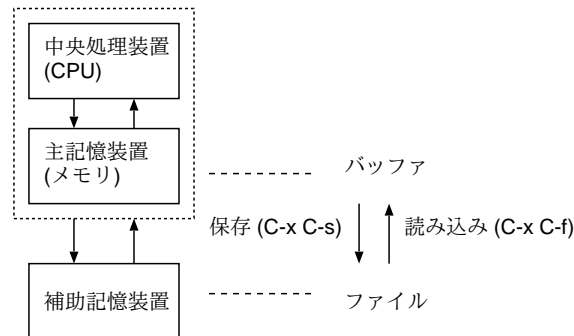 中央処理装置
(CPU)
主記憶装置
(メモリ)
バッファ
保存 (C-x C-s)
読み込み (C-x C-f)
補助記憶装置
ファイル